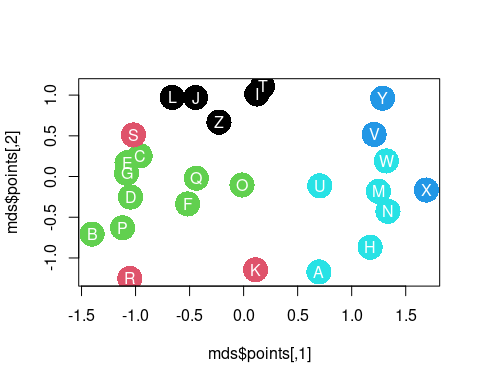 mds$points[,2]
1.0
0.5
0.0
-0.5
-1.0
L J I T Y
Z
S V
E C W
G Q O U M X
D F N
B P H
R K A
-1.5 -1.0 -0.5 0.0 0.5 1.0 1.5
mds$points[,1]